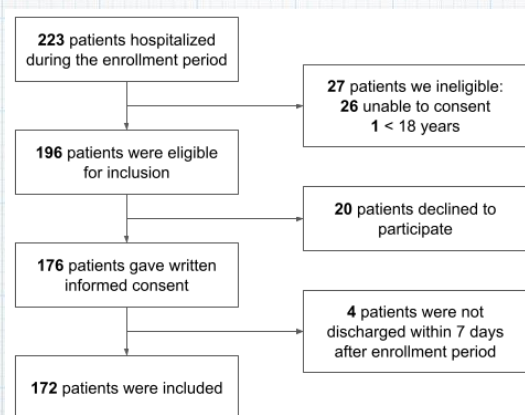 223 patients hospitalized
during the enrollment period
27 patients we ineligible:
26 unable to consent
1 < 18 years
196 patients were eligible
for inclusion
20 patients declined to
participate
176 patients gave written
informed consent
4 patients were not
discharged within 7 days
after enrollment period
172 patients were included